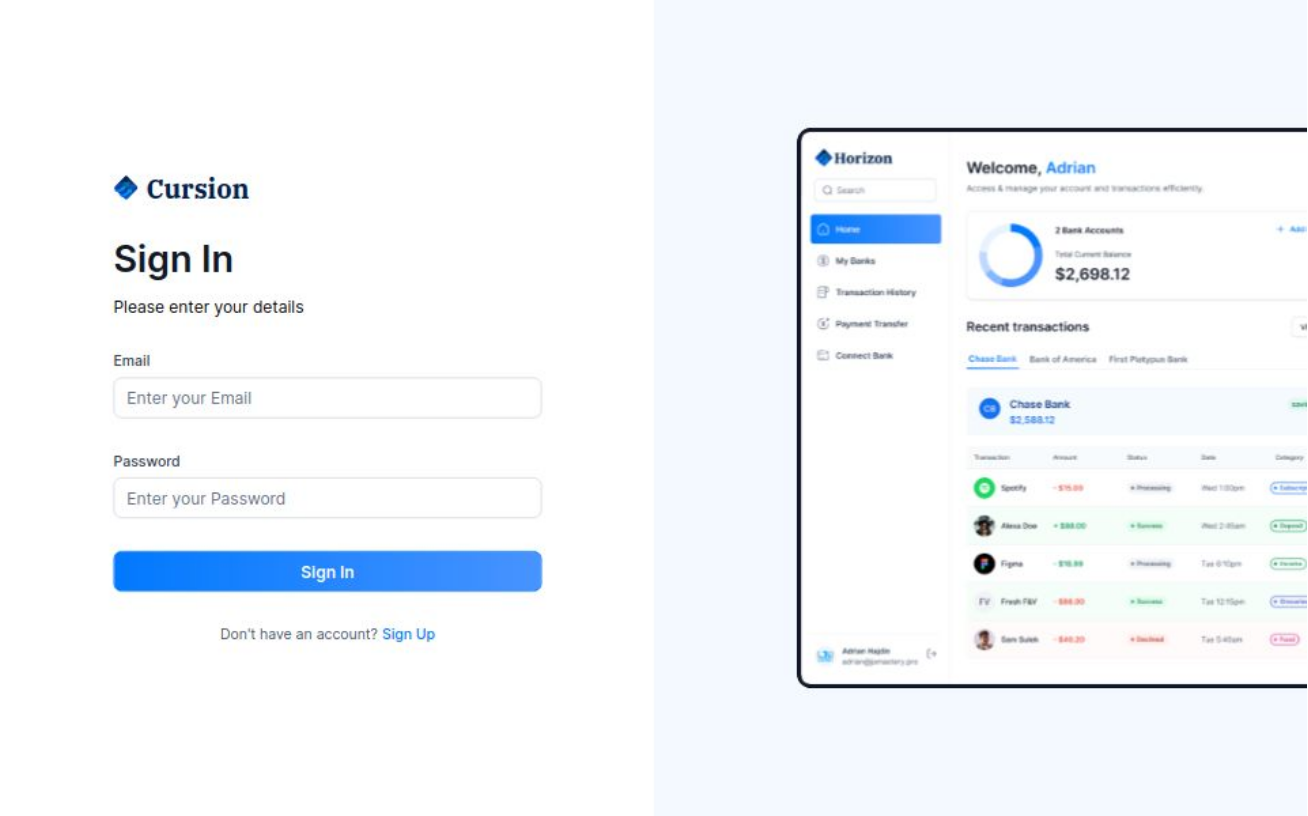 Cursion
Sign In
Please enter your details
Email
Enter your Email
Password
Enter your Password
Sign In
Don't have an account? Sign Up
Horizon
Search
Home
My Banks
Transaction History
Payment Transfer
Connect Bank
Adrian Hajdin
Welcome, Adrian
Access & manage your account and transactions efficiently.
2 Bank Accounts
+ Add
Total Current Balance
$2,698.12
Recent transactions
Chase Bank Bank of America First Platypus Bank
CB Chase Bank
$2,588.12
Transaction Amount Status Date Category
Spotify - $15.00 Processing Wed 1:00pm
Alexa Doe + $88.00 Success Wed 2:45am Deposit
Figma - $18.99 Processing Tue 6:10pm Income
FV Fresh F&V - $88.00 Success Tue 12:15pm
Sam Sulek - $40.20 Declined Tue 5:40am Food